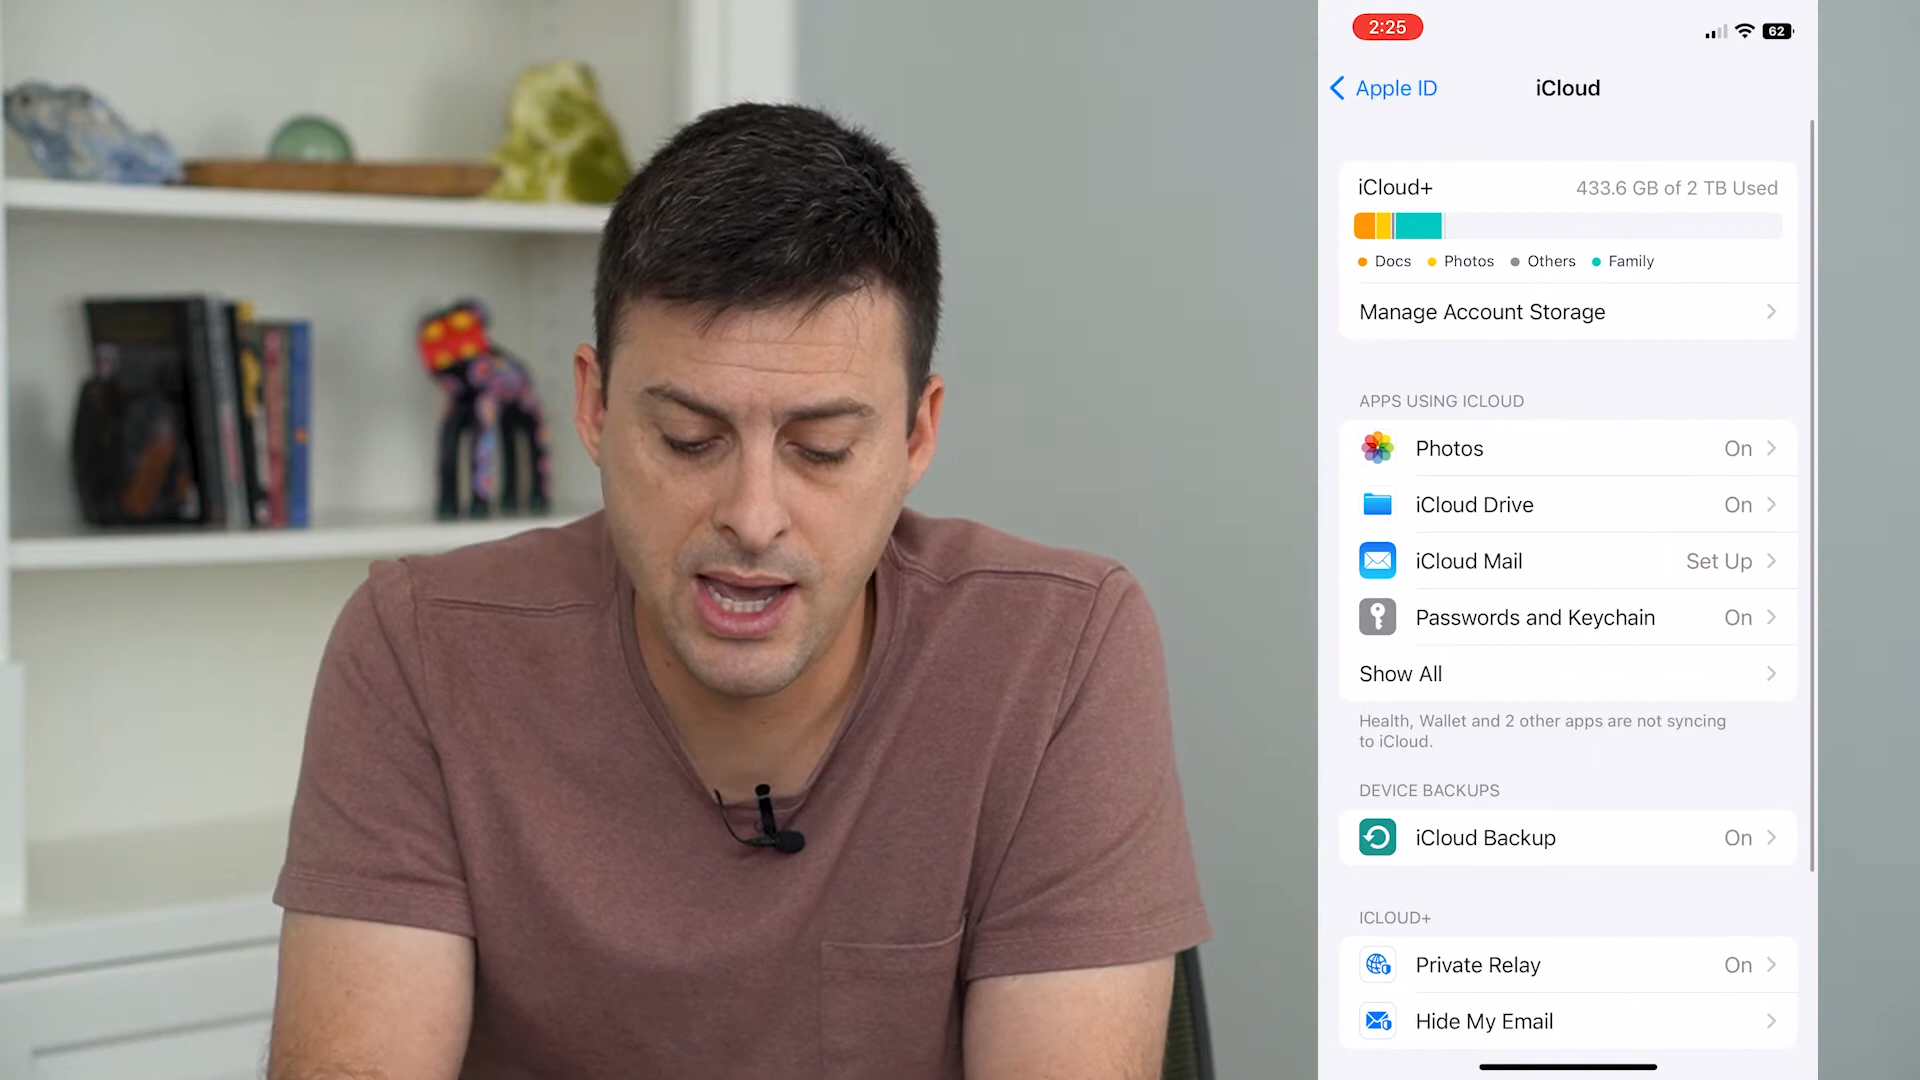 2:25
62
Apple ID
iCloud
iCloud+
433.6 GB of 2 TB Used
Docs
Photos
Others
Family
Manage Account Storage
APPS USING ICLOUD
Photos
On
iCloud Drive
On
iCloud Mail
Set Up
Passwords and Keychain
On
Show All
Health, Wallet and 2 other apps are not syncing
to iCloud.
DEVICE BACKUPS
iCloud Backup
On
ICLOUD+
Private Relay
On
Hide My Email